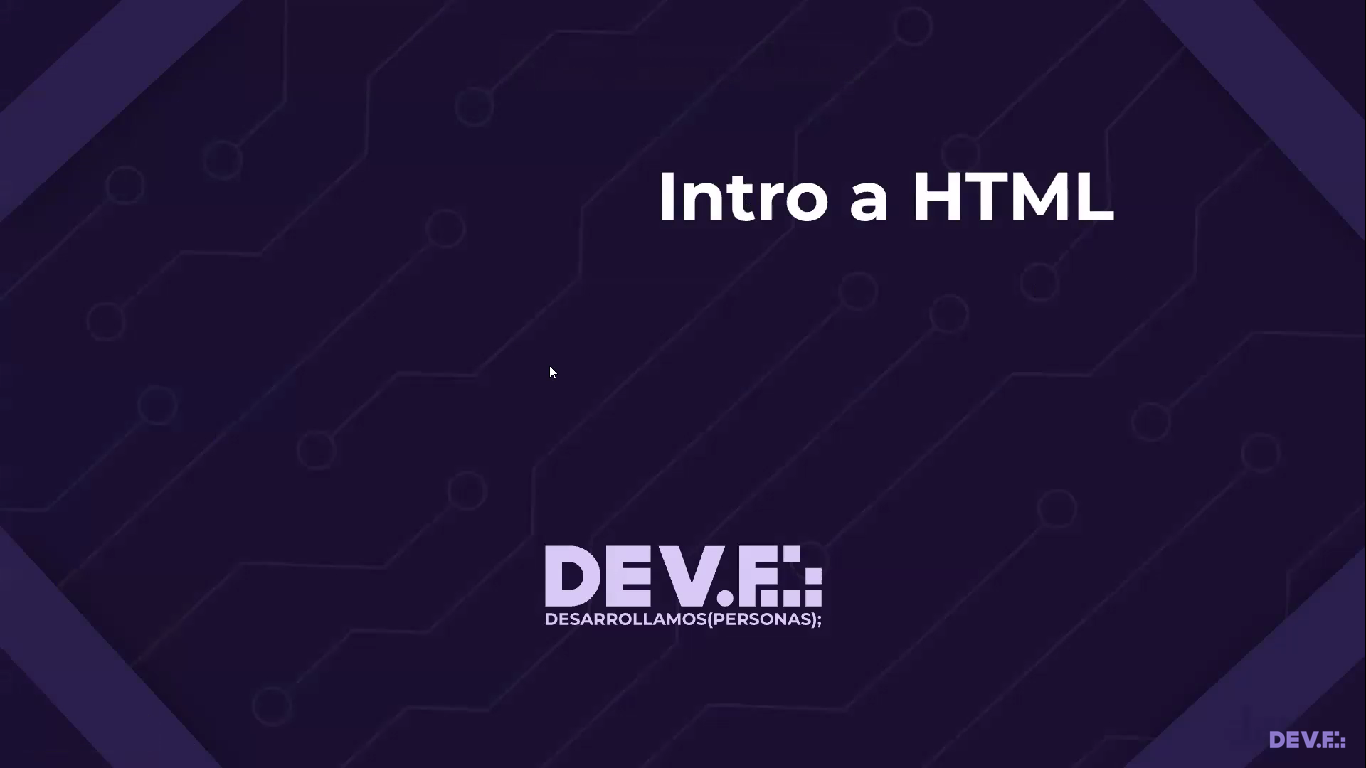 Intro a HTML
DEV.F.:
DESARROLLAMOS(PERSONAS);
DEV.F.: